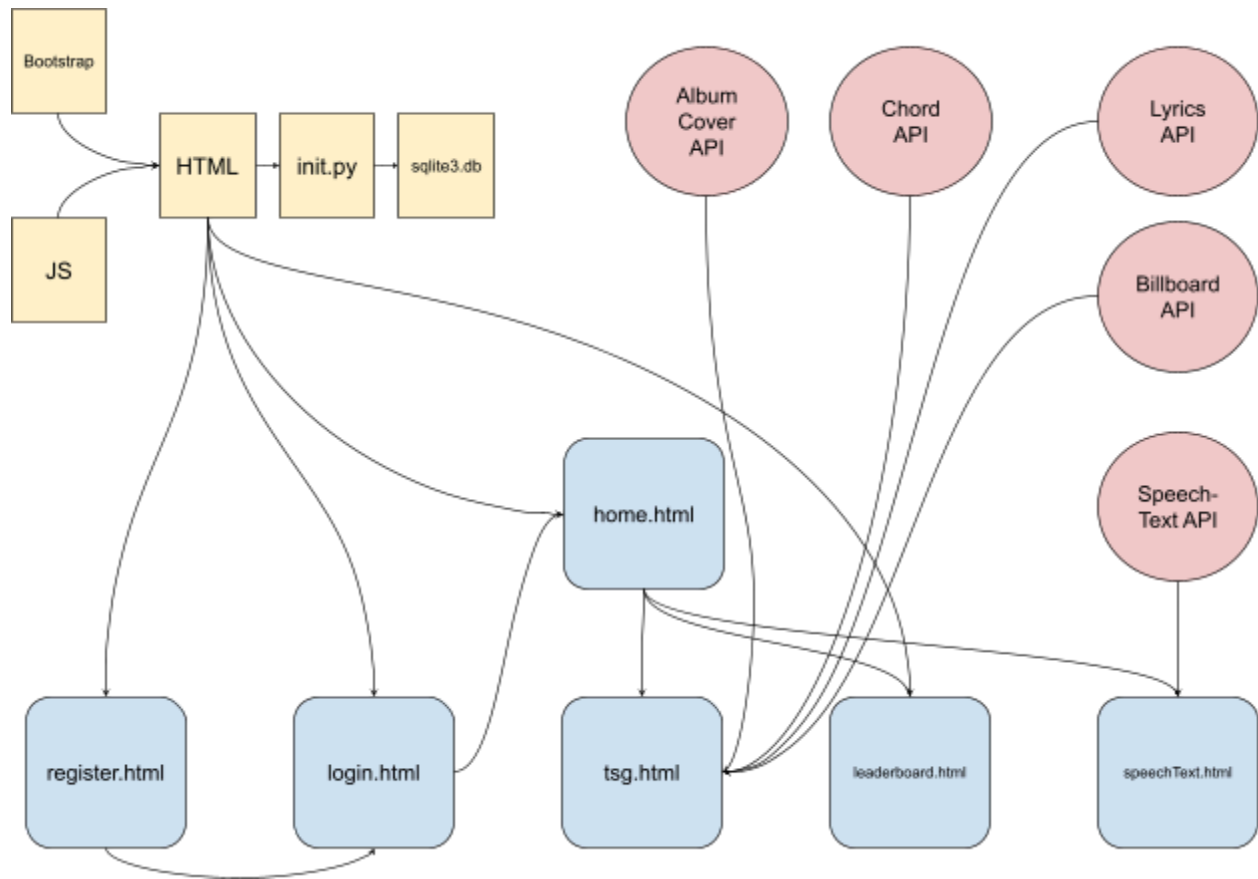 Bootstrap
HTML
init.py
sqlite3.db
JS
Album
Cover
API
Chord
API
Lyrics
API
Billboard
API
Speech-
Text API
home.html
register.html
login.html
tsg.html
leaderboard.html
speechText.html